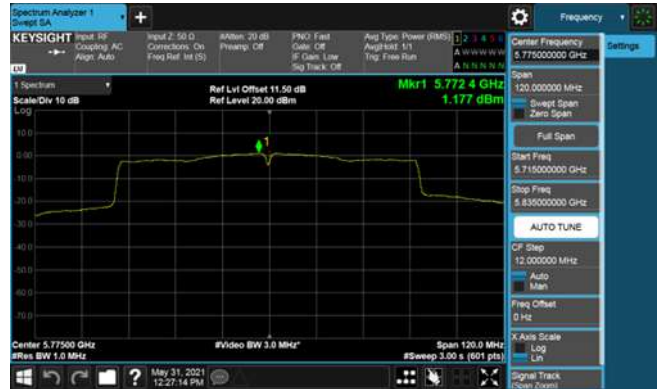 Spectrum Analyzer 1
Swept SA
+
Frequency
KEYSIGHT
Input: RF
Coupling: AC
Align: Auto
Input Z: 50 Ω
Corrections: On
Freq Ref: Int (S)
#Atten: 20 dB
Preamp: Off
PNO: Fast
Gate: Off
IF Gain: Low
Sig Track: Off
Avg Type: Power (RMS)
Avg|Hold: 1/1
Trig: Free Run
1 2 3 4 5 6
A W W W W W
A N N N N N
LXI
1 Spectrum
Scale/Div 10 dB
Log
Ref Lvl Offset 11.50 dB
Ref Level 20.00 dBm
Mkr1 5.772 4 GHz
1.177 dBm
10.0
0.00
-10.0
-20.0
-30.0
-40.0
-50.0
-60.0
-70.0
1
Center 5.77500 GHz
#Res BW 1.0 MHz
#Video BW 3.0 MHz*
Span 120.0 MHz
#Sweep 3.00 s (601 pts)
Center Frequency
5.775000000 GHz
Settings
Span
120.000000 MHz
Swept Span
Zero Span
Full Span
Start Freq
5.715000000 GHz
Stop Freq
5.835000000 GHz
AUTO TUNE
CF Step
12.000000 MHz
Auto
Man
Freq Offset
0 Hz
X Axis Scale
Log
Lin
Signal Track
(Span Zoom)
?
May 31, 2021
12:27:14 PM